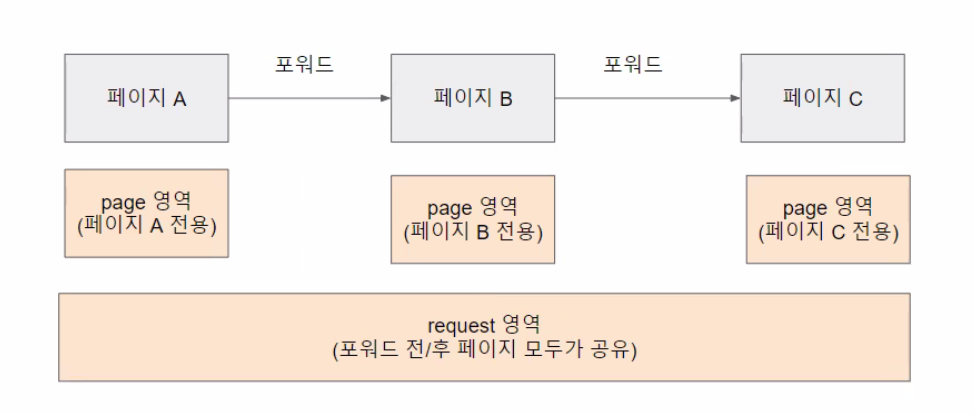 포워드
포워드
페이지 A
페이지 B
페이지 C
page 영역
(페이지 A 전용)
page 영역
(페이지 B 전용)
page 영역
(페이지 C 전용)
request 영역
(포워드 전/후 페이지 모두가 공유)